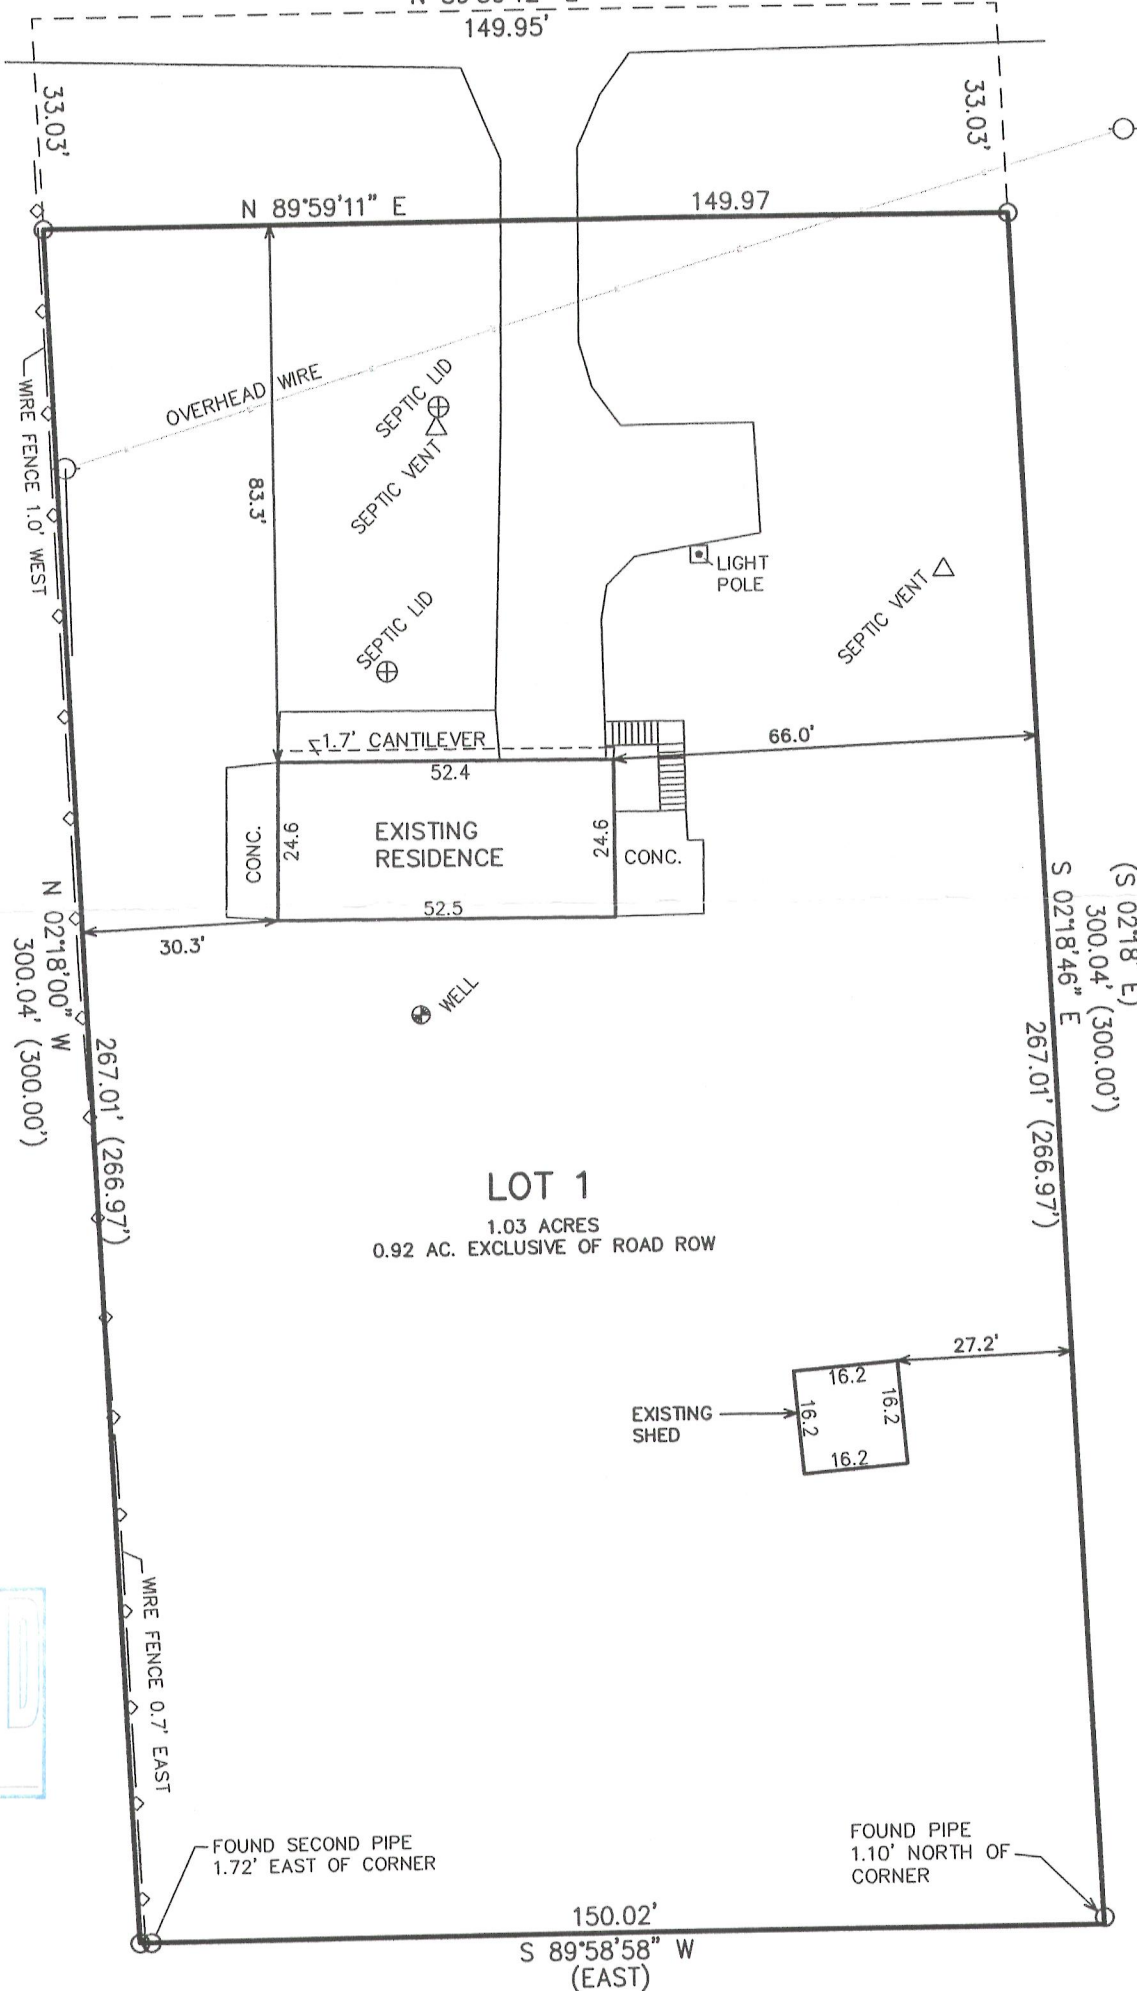 149.95'
33.03'
33.03'
N 89°59'11" E
149.97
OVERHEAD WIRE
SEPTIC LID
SEPTIC VENT
WIRE FENCE 1.0' WEST
83.3'
LIGHT
POLE
SEPTIC VENT
SEPTIC LID
1.7' CANTILEVER
66.0'
52.4
CONC.
24.6
EXISTING
RESIDENCE
24.6
CONC.
52.5
30.3'
N 02°18'00" W
300.04' (300.00')
267.01' (266.97')
(S 02°18' E)
300.04' (300.00')
S 02°18'46" E
267.01' (266.97')
WELL
LOT 1
1.03 ACRES
0.92 AC. EXCLUSIVE OF ROAD ROW
27.2'
16.2
16.2
16.2
16.2
EXISTING
SHED
WIRE FENCE 0.7' EAST
FOUND SECOND PIPE
1.72' EAST OF CORNER
FOUND PIPE
1.10' NORTH OF
CORNER
150.02'
S 89°58'58" W
(EAST)